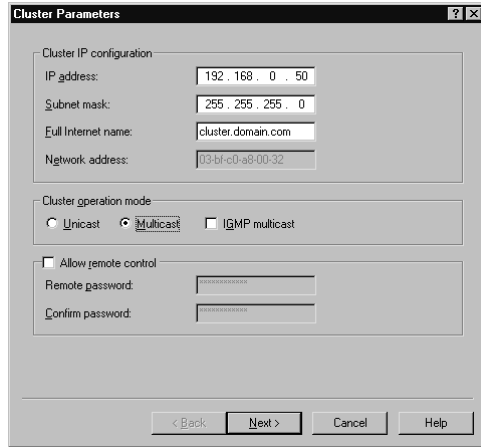 Cluster Parameters
Cluster IP configuration
IP address: 192 . 168 . 0 . 50
Subnet mask: 255 . 255 . 255 . 0
Full Internet name: cluster.domain.com
Network address: 03-bf-c0-a8-00-32
Cluster operation mode
Unicast Multicast IGMP multicast
Allow remote control
Remote password: **********
Confirm password: **********
< Back Next > Cancel Help